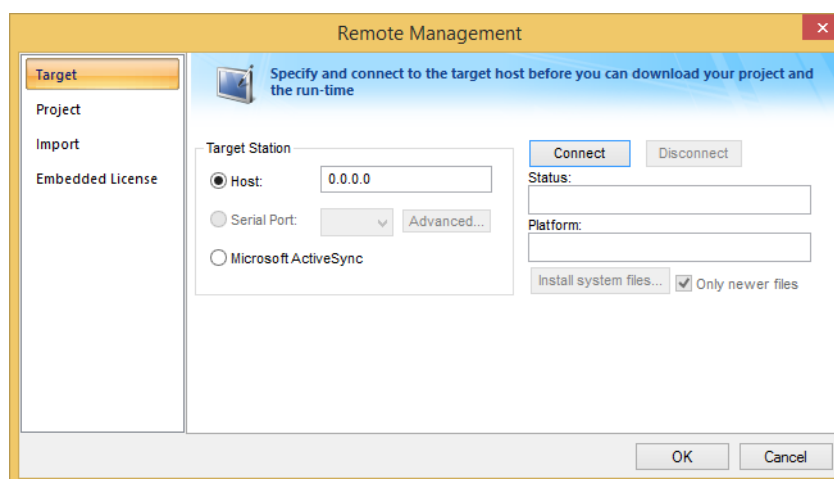 Remote Management
Target
Project
Import
Embedded License
Specify and connect to the target host before you can download your project and
the run-time
Target Station
Host:
0.0.0.0
Serial Port:
Advanced...
Microsoft ActiveSync
Connect
Disconnect
Status:
Platform:
Install system files...
Only newer files
OK
Cancel